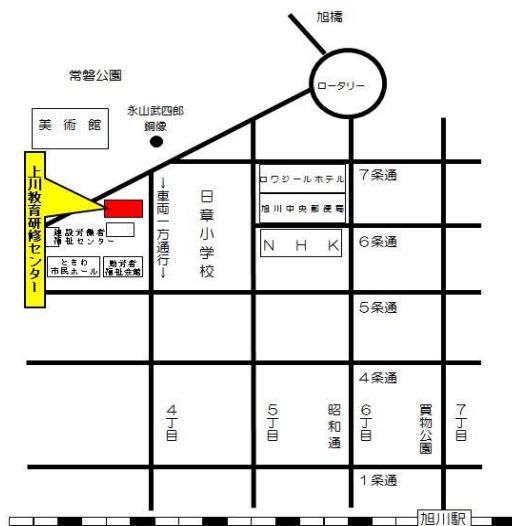 旭橋
ロータリー
常磐公園
永山武四郎
銅像
美術館
上川教育研修センター
建設労働者
福祉センター
ときわ
市民ホール
勤労者
福祉会館
←車両一方通行→
日章小学校
ロワジールホテル
旭川中央郵便局
NHK
7条通
6条通
5条通
4条通
4丁目
5丁目
昭和通
6丁目
買物公園
7丁目
1条通
旭川駅